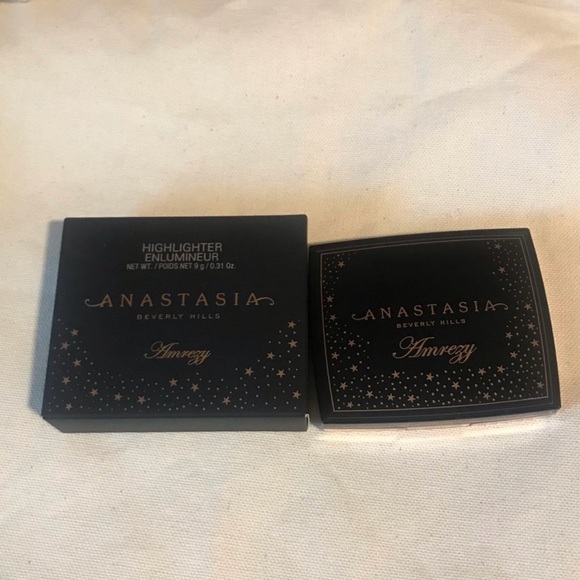 HIGHLIGHTER
ENLUMINEUR
NET WT. / POIDS NET 9 g / 0.31 Oz.
ANASTASIA
BEVERLY HILLS
Amrezy
ANASTASIA
BEVERLY HILLS
Amrezy